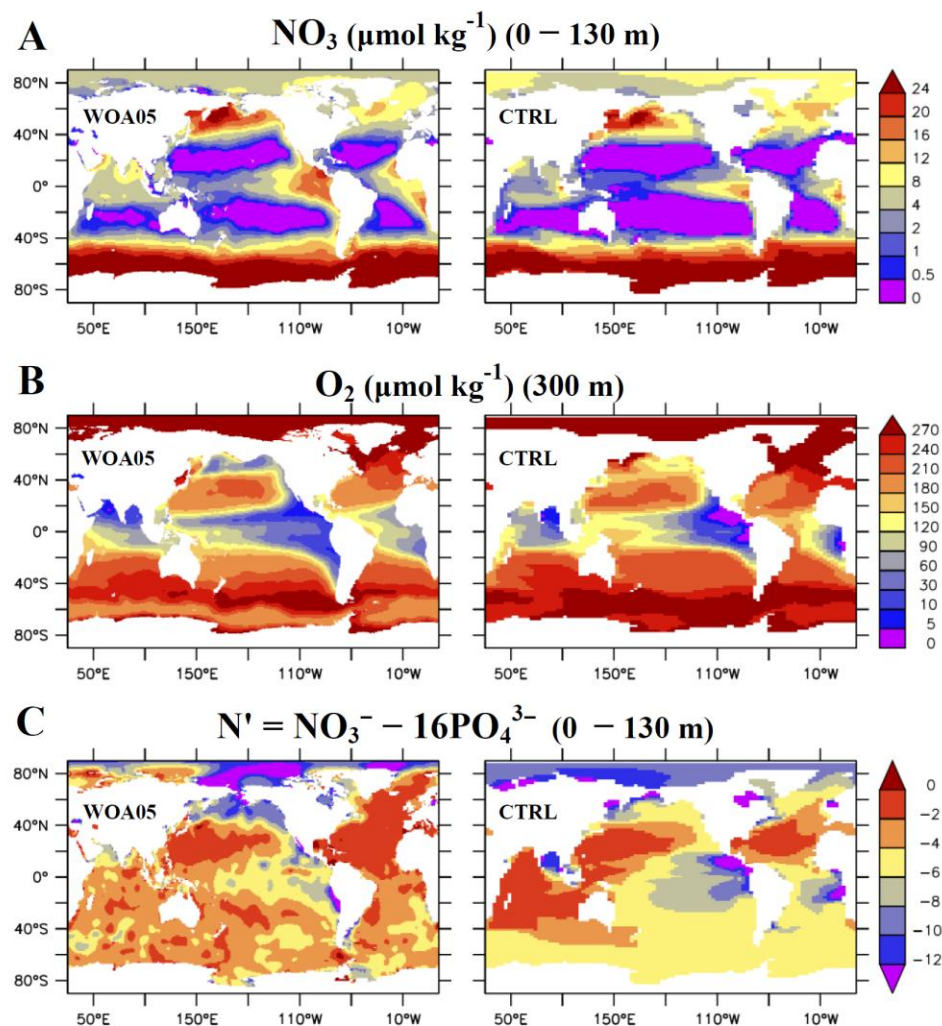 A
NO₃ (μmol kg⁻¹) (0 – 130 m)
80°N
40°N
0°
40°S
80°S
WOA05
CTRL
24
20
16
12
8
4
2
1
0.5
0
50°E 150°E 110°W 10°W
50°E 150°E 110°W 10°W
B
O₂ (μmol kg⁻¹) (300 m)
80°N
40°N
0°
40°S
80°S
WOA05
CTRL
270
240
210
180
150
120
90
60
30
10
5
0
50°E 150°E 110°W 10°W
50°E 150°E 110°W 10°W
C
N' = NO₃⁻ – 16PO₄³⁻ (0 – 130 m)
80°N
40°N
0°
40°S
80°S
WOA05
CTRL
0
−2
−4
−6
−8
−10
−12
50°E 150°E 110°W 10°W
50°E 150°E 110°W 10°W